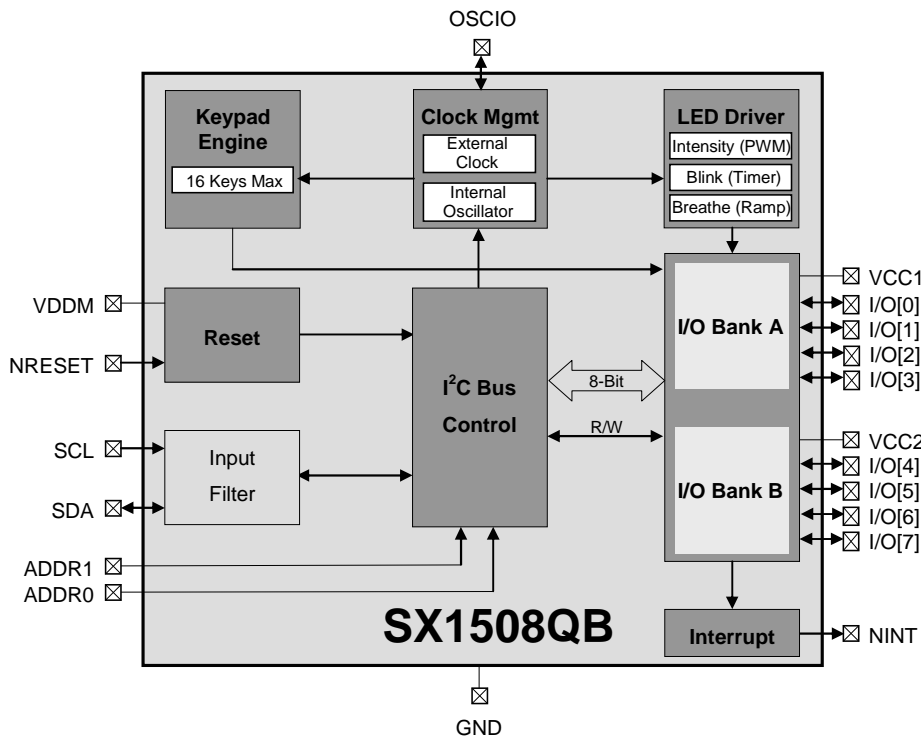 OSCIO
Keypad
Engine
16 Keys Max
Clock Mgmt
External
Clock
Internal
Oscillator
LED Driver
Intensity (PWM)
Blink (Timer)
Breathe (Ramp)
VDDM
NRESET
Reset
SCL
SDA
Input
Filter
ADDR1
ADDR0
I²C Bus
Control
8-Bit
R/W
I/O Bank A
I/O Bank B
VCC1
I/O[0]
I/O[1]
I/O[2]
I/O[3]
VCC2
I/O[4]
I/O[5]
I/O[6]
I/O[7]
SX1508QB
Interrupt
NINT
GND